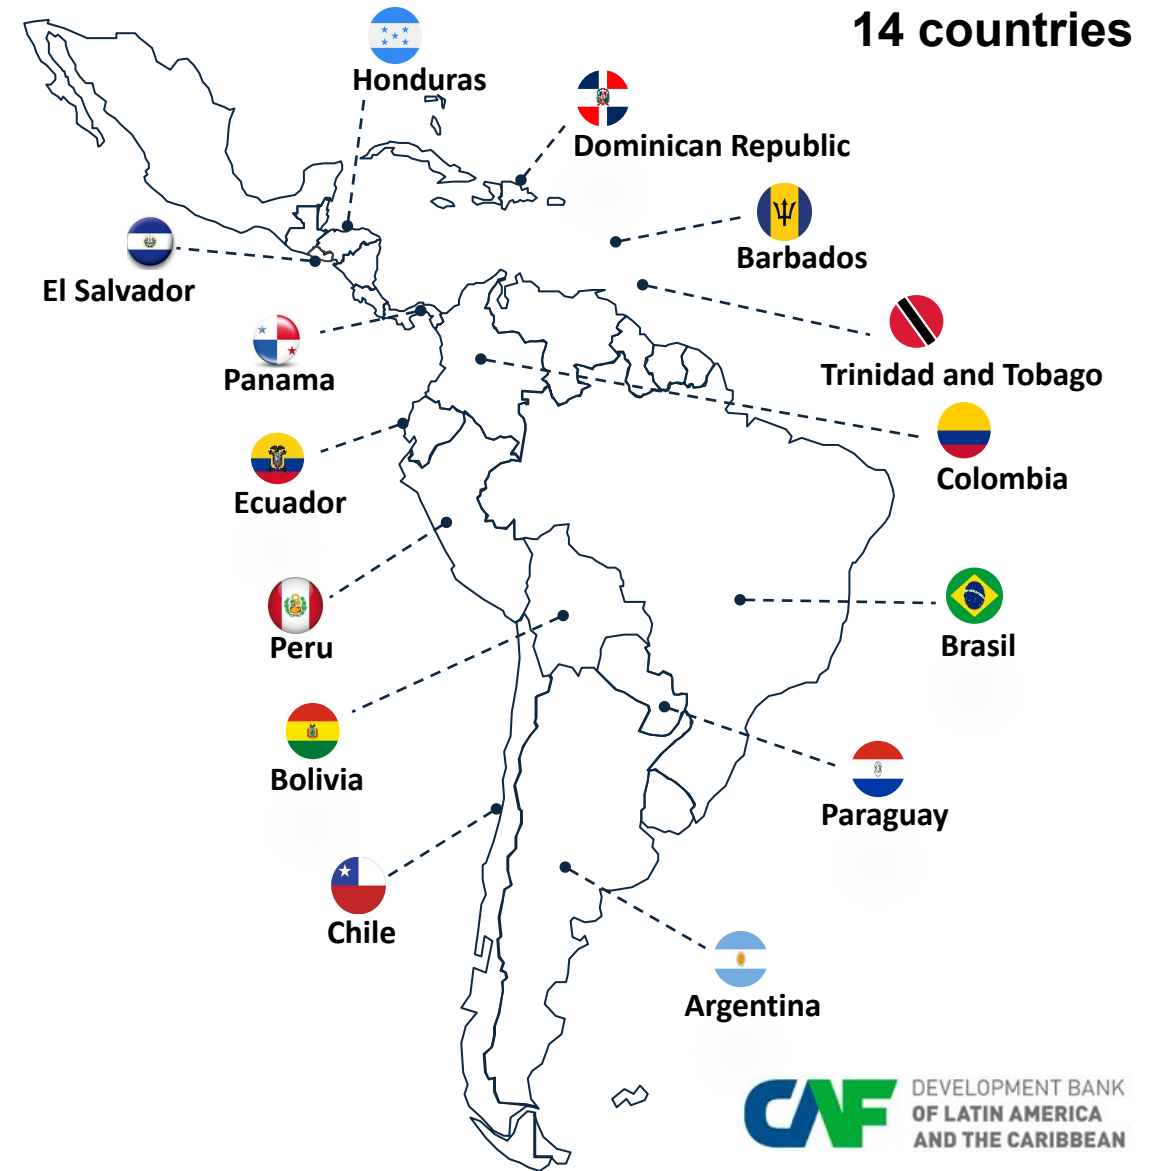 14 countries
Honduras
Dominican Republic
Barbados
El Salvador
Trinidad and Tobago
Panama
Colombia
Ecuador
Peru
Brasil
Bolivia
Paraguay
Chile
Argentina
CAF
DEVELOPMENT BANK
OF LATIN AMERICA
AND THE CARIBBEAN